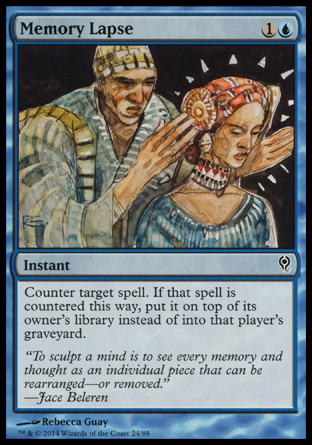 Memory Lapse 1
Instant
Counter target spell. If that spell is
countered this way, put it on top of its
owner's library instead of into that player's
graveyard.
"To sculpt a mind is to see every memory and
thought as an individual piece that can be
rearranged—or removed."
—Jace Beleren
Rebecca Guay
™ & © 2014 Wizards of the Coast 24/88